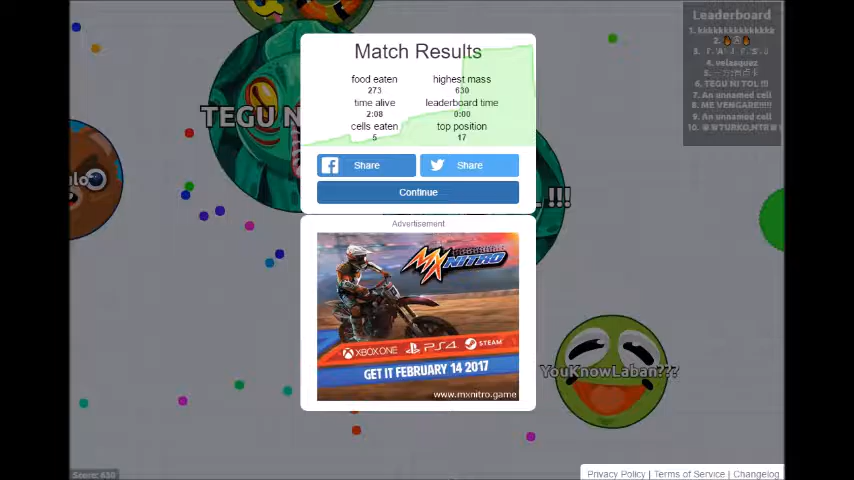 Match Results
food eaten
273
highest mass
630
time alive
2:08
leaderboard time
0:00
cells eaten
5
top position
17
Share
Share
Continue
Advertisement
MX NITRO
XBOX ONE PS4 STEAM
GET IT FEBRUARY 14 2017
www.mxnitro.game
Leaderboard
4. velasquez
6. TEGU NI TOL !!!
7. An unnamed cell
8. ME VENGARE!!!!!
9. An unnamed cell
TEGU N
L !!!
ulo
YouKnowLaban???
Score: 630
Privacy Policy | Terms of Service | Changelog